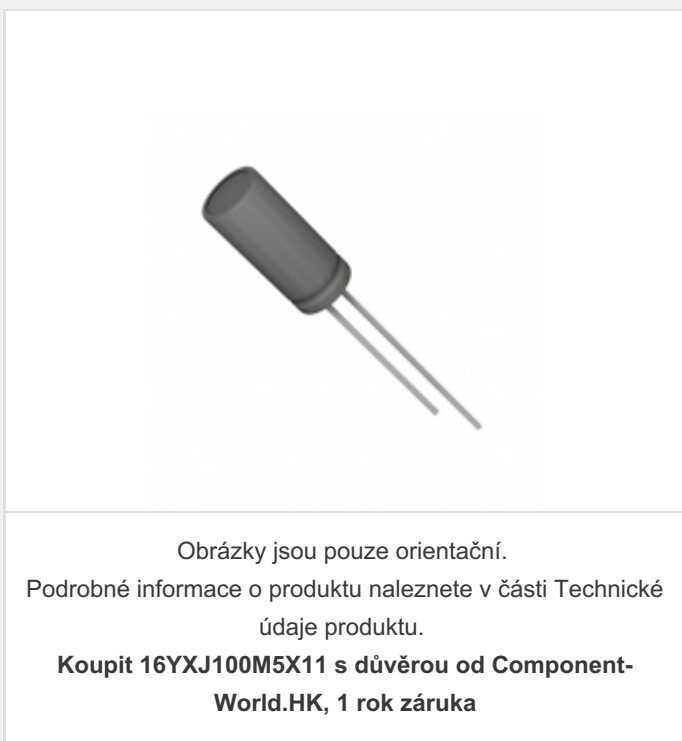 Obrázky jsou pouze orientační.
Podrobné informace o produktu naleznete v části Technické
údaje produktu.
Koupit 16YXJ100M5X11 s důvěrou od Component-
World.HK, 1 rok záruka